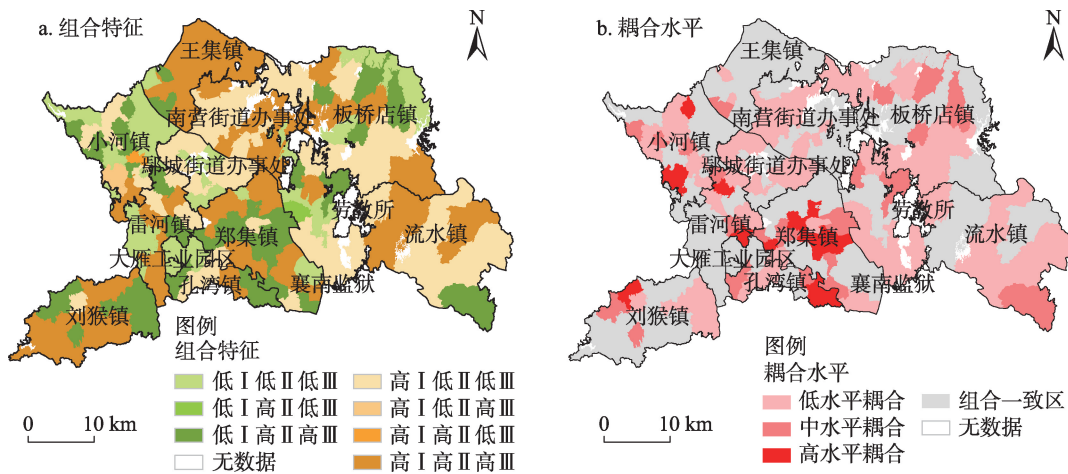 a. 组合特征
N
王集镇
南营街道办事处
板桥店镇
小河镇
鄢城街道办事处
劳教所
雷河镇
郑集镇
流水镇
大雁工业园区
孔湾镇
襄南监狱
刘猴镇
图例
组合特征
低Ⅰ低Ⅱ低Ⅲ
高Ⅰ低Ⅱ低Ⅲ
低Ⅰ高Ⅱ低Ⅲ
高Ⅰ低Ⅱ高Ⅲ
低Ⅰ高Ⅱ高Ⅲ
高Ⅰ高Ⅱ低Ⅲ
无数据
高Ⅰ高Ⅱ高Ⅲ
0 10 km
b. 耦合水平
N
王集镇
南营街道办事处
板桥店镇
小河镇
鄢城街道办事处
劳教所
雷河镇
郑集镇
流水镇
大雁工业园区
孔湾镇
襄南监狱
刘猴镇
图例
耦合水平
低水平耦合
组合一致区
中水平耦合
无数据
高水平耦合
0 10 km